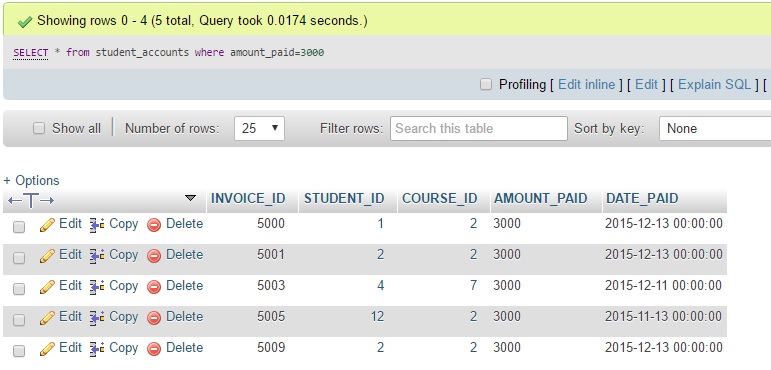 Showing rows 0 - 4 (5 total, Query took 0.0174 seconds.)
SELECT * from student_accounts where amount_paid=3000
Profiling [ Edit inline ] [ Edit ] [ Explain SQL ] [
Show all Number of rows: 25 Filter rows: Search this table Sort by key: None
+ Options
INVOICE_ID STUDENT_ID COURSE_ID AMOUNT_PAID DATE_PAID
Edit Copy Delete 5000 1 2 3000 2015-12-13 00:00:00
Edit Copy Delete 5001 2 2 3000 2015-12-13 00:00:00
Edit Copy Delete 5003 4 7 3000 2015-12-11 00:00:00
Edit Copy Delete 5005 12 2 3000 2015-11-13 00:00:00
Edit Copy Delete 5009 2 2 3000 2015-12-13 00:00:00